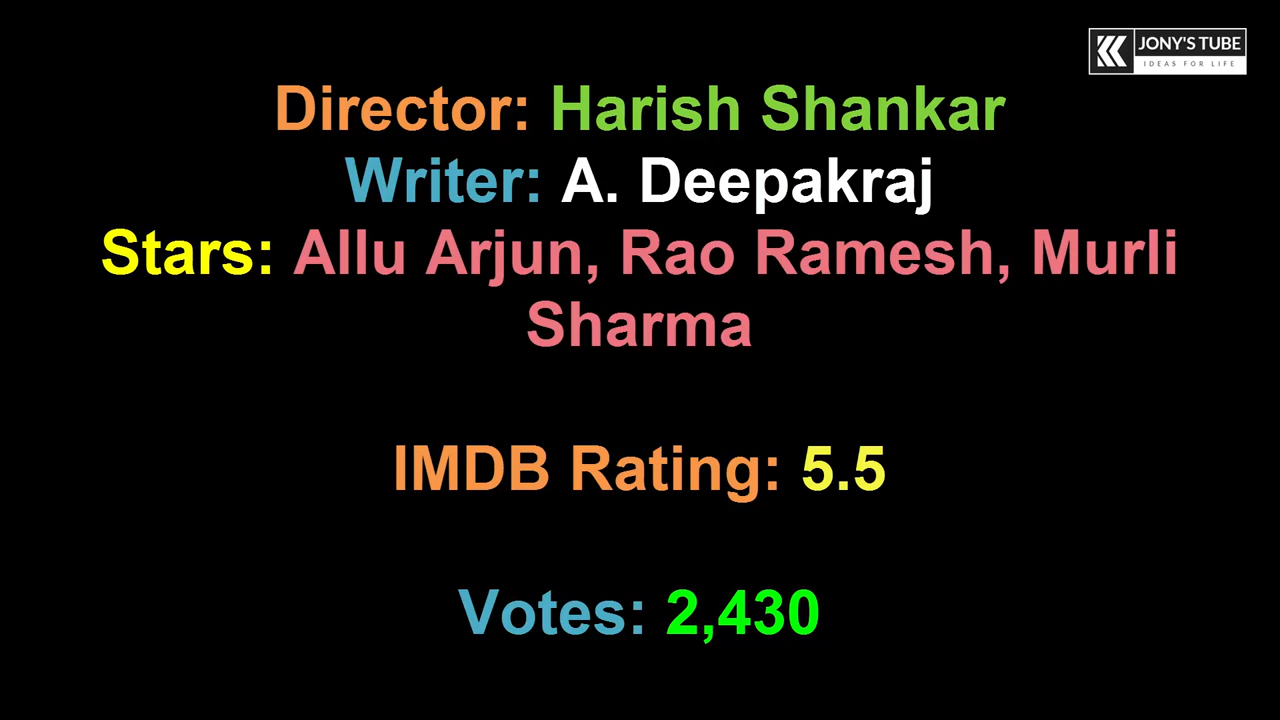 JONY'S TUBE
IDEAS FOR LIFE
Director: Harish Shankar
Writer: A. Deepakraj
Stars: Allu Arjun, Rao Ramesh, Murli
Sharma
IMDB Rating: 5.5
Votes: 2,430